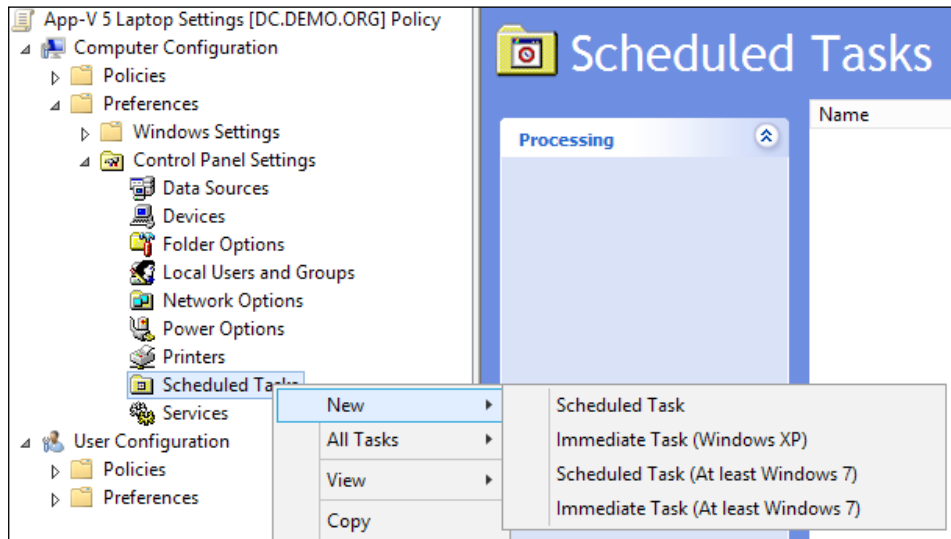 App-V 5 Laptop Settings [DC.DEMO.ORG] Policy
Computer Configuration
Policies
Preferences
Windows Settings
Control Panel Settings
Data Sources
Devices
Folder Options
Local Users and Groups
Network Options
Power Options
Printers
Scheduled Tasks
Services
User Configuration
Policies
Preferences
Scheduled Tasks
Processing
Name
New
All Tasks
View
Copy
Scheduled Task
Immediate Task (Windows XP)
Scheduled Task (At least Windows 7)
Immediate Task (At least Windows 7)